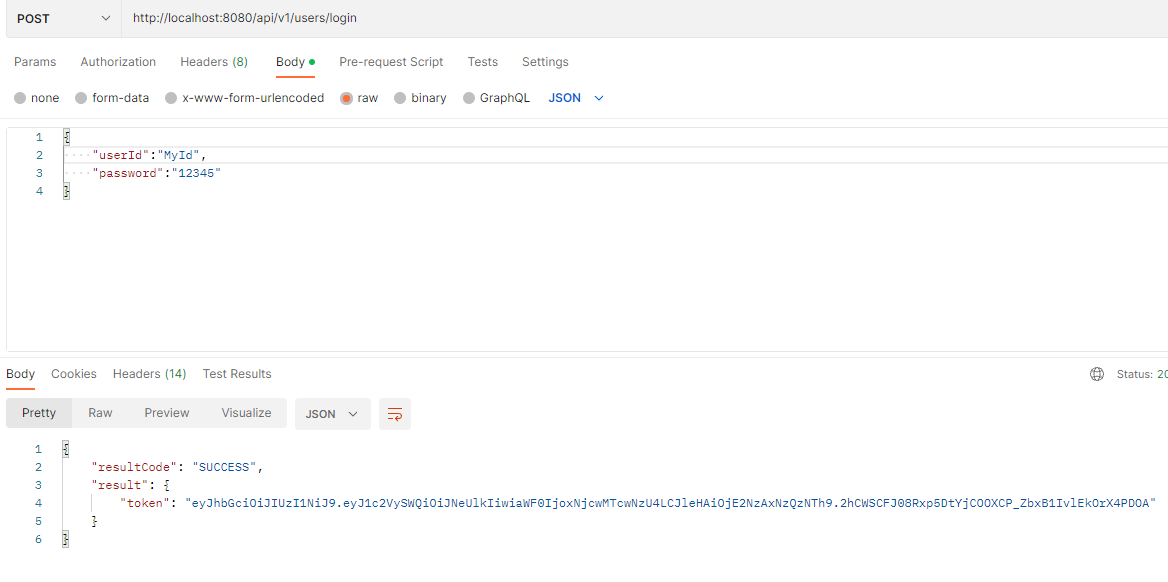 POST http://localhost:8080/api/v1/users/login
Params Authorization Headers (8) Body Pre-request Script Tests Settings
none form-data x-www-form-urlencoded raw binary GraphQL JSON
1 {
2 "userId":"MyId",
3 "password":"12345"
4 }
Body Cookies Headers (14) Test Results Status: 20
Pretty Raw Preview Visualize JSON
1 {
2 "resultCode": "SUCCESS",
3 "result": {
4 "token": "eyJhbGciOiJIUzI1NiJ9.eyJ1c2VySWQiOiJNeUlkIiwiaWF0IjoxNjcwMTcwNzU4LCJleHAiOjE2NzAxNzQzNTh9.2hCWSCFJ08Rxp5DtYjCOOXCP_ZbxB1IvlEkOrX4PDOA"
5 }
6 }